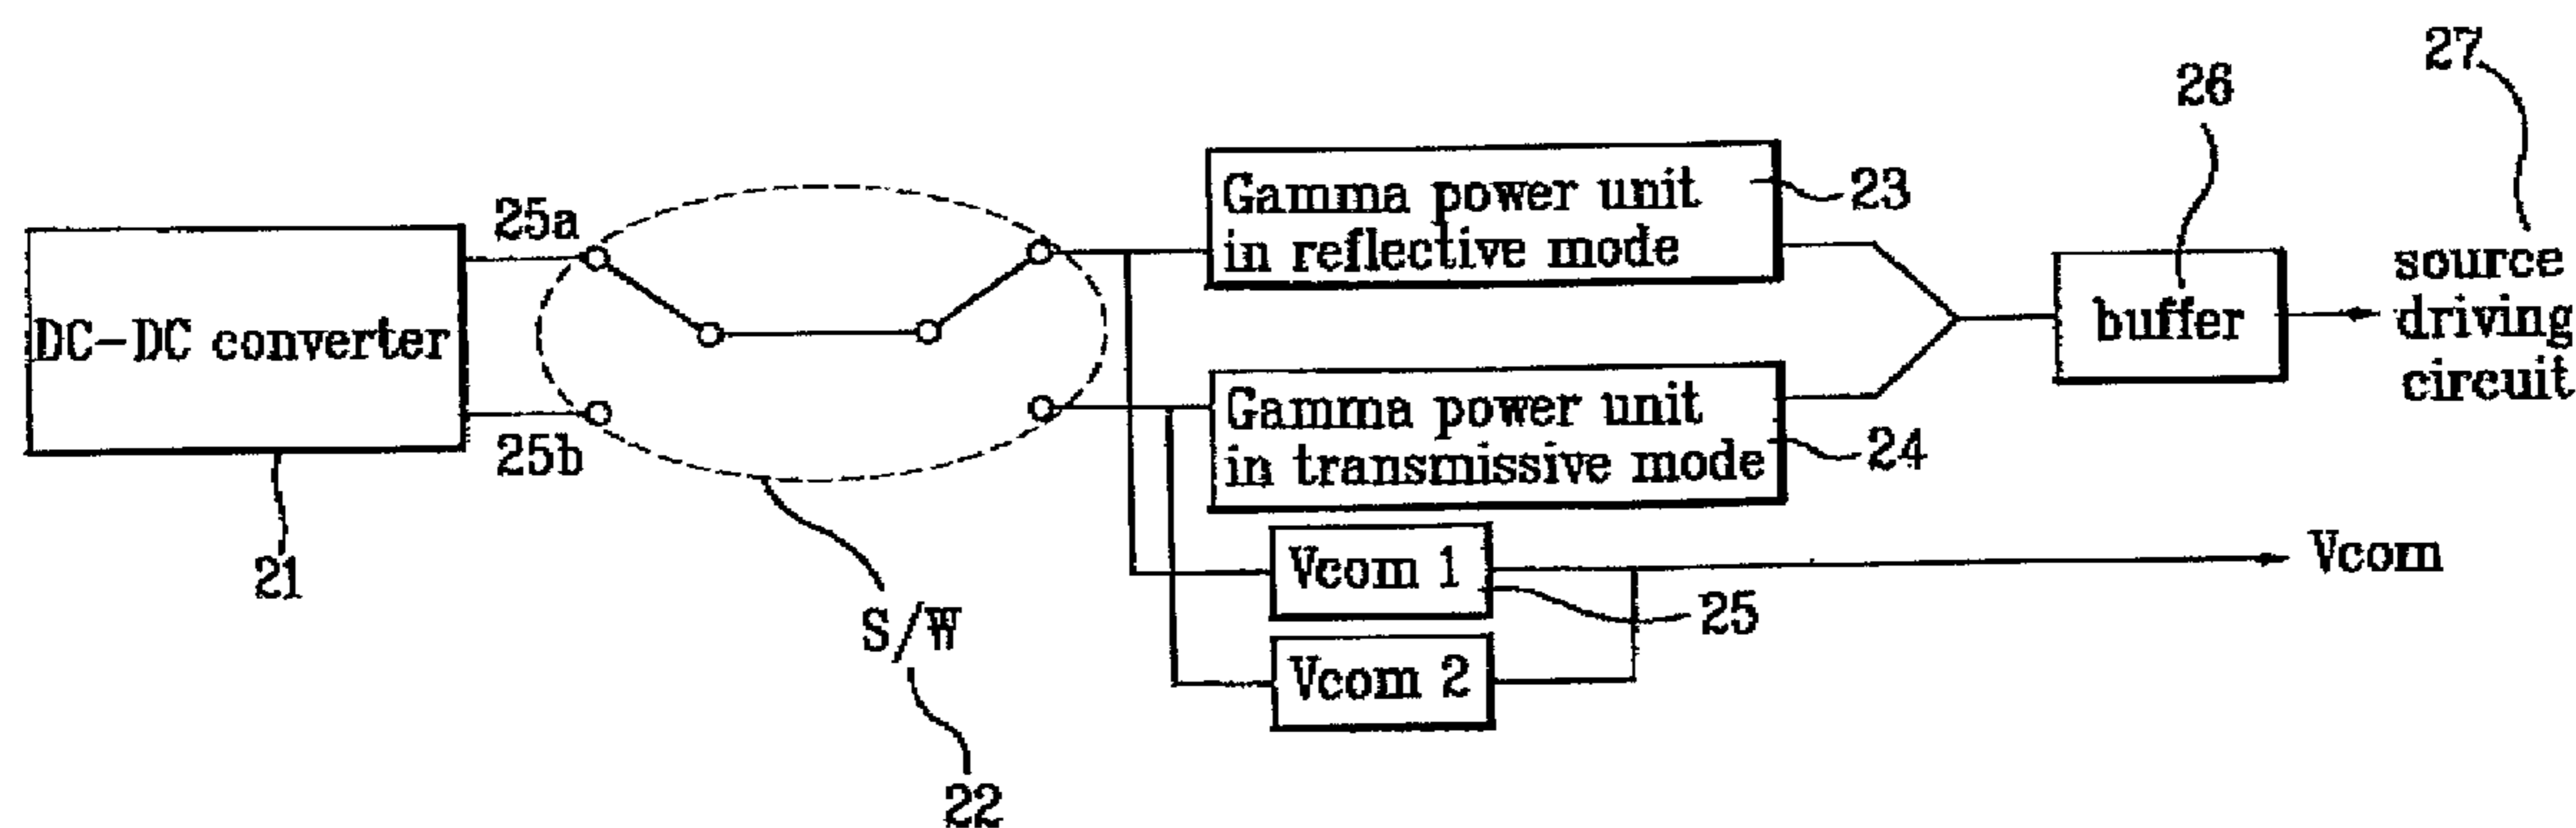 27
26
25a
Gamma power unit
in reflective mode
23
DC-DC converter
buffer
source
driving
circuit
25b
Gamma power unit
in transmissive mode
24
21
Vcom 1
25
Vcom
S/W
Vcom 2
22